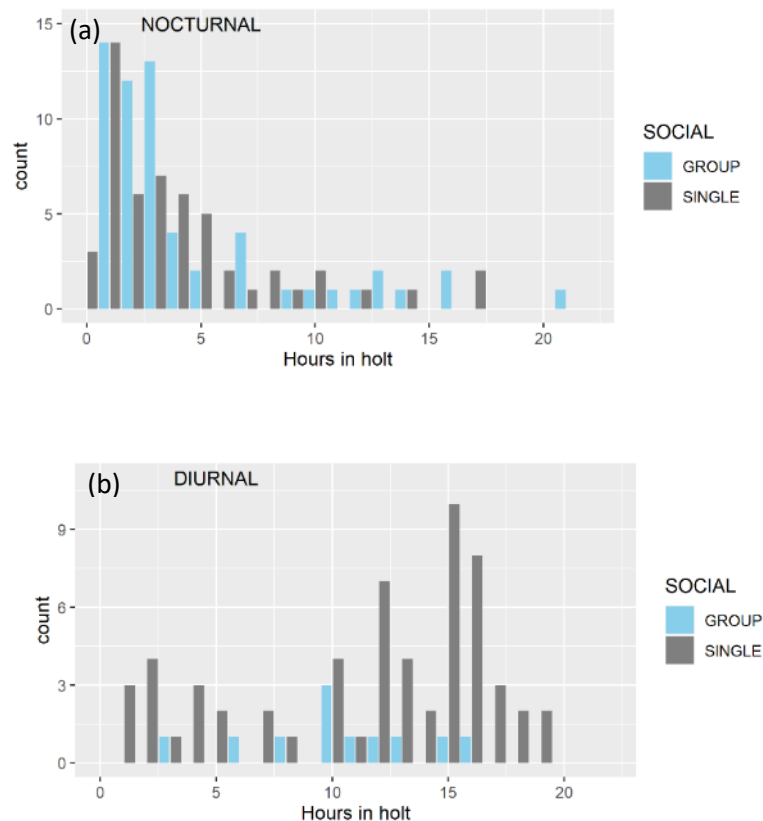 (a) NOCTURNAL
15
10
5
0
count
0 5 10 15 20
Hours in holt
SOCIAL
GROUP
SINGLE
(b) DIURNAL
9
6
3
0
count
0 5 10 15 20
Hours in holt
SOCIAL
GROUP
SINGLE